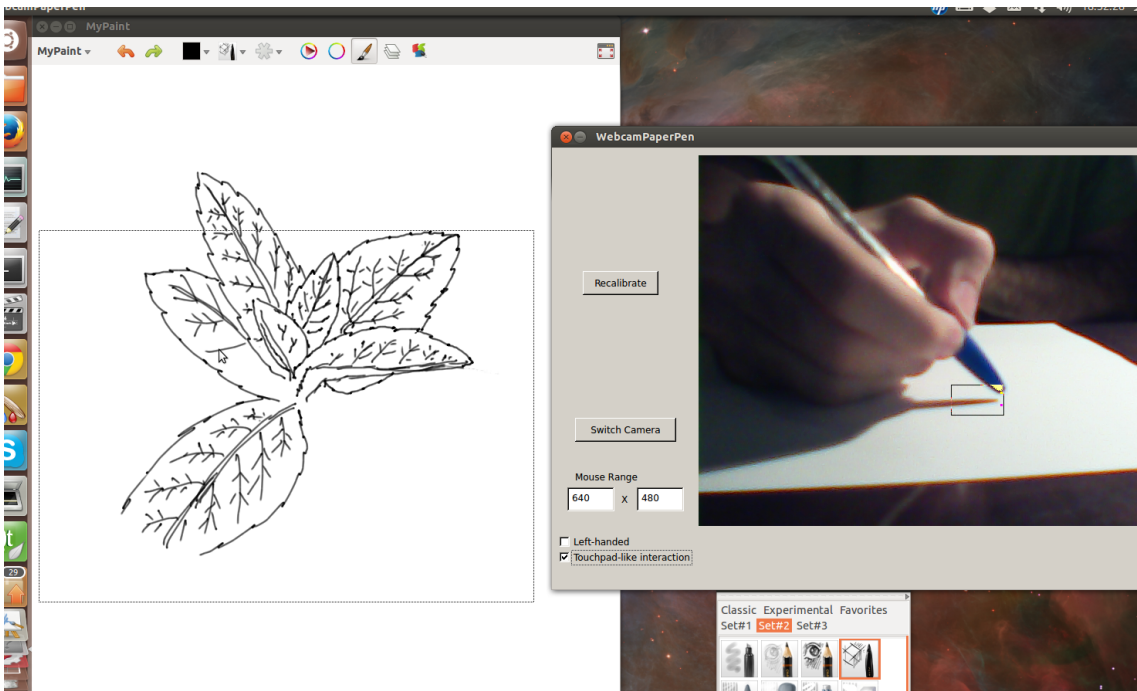 MyPaint
MyPaint
WebcamPaperPen
Recalibrate
Switch Camera
Mouse Range
640 X 480
Left-handed
Touchpad-like interaction
Classic Experimental Favorites
Set#1 Set#2 Set#3
29